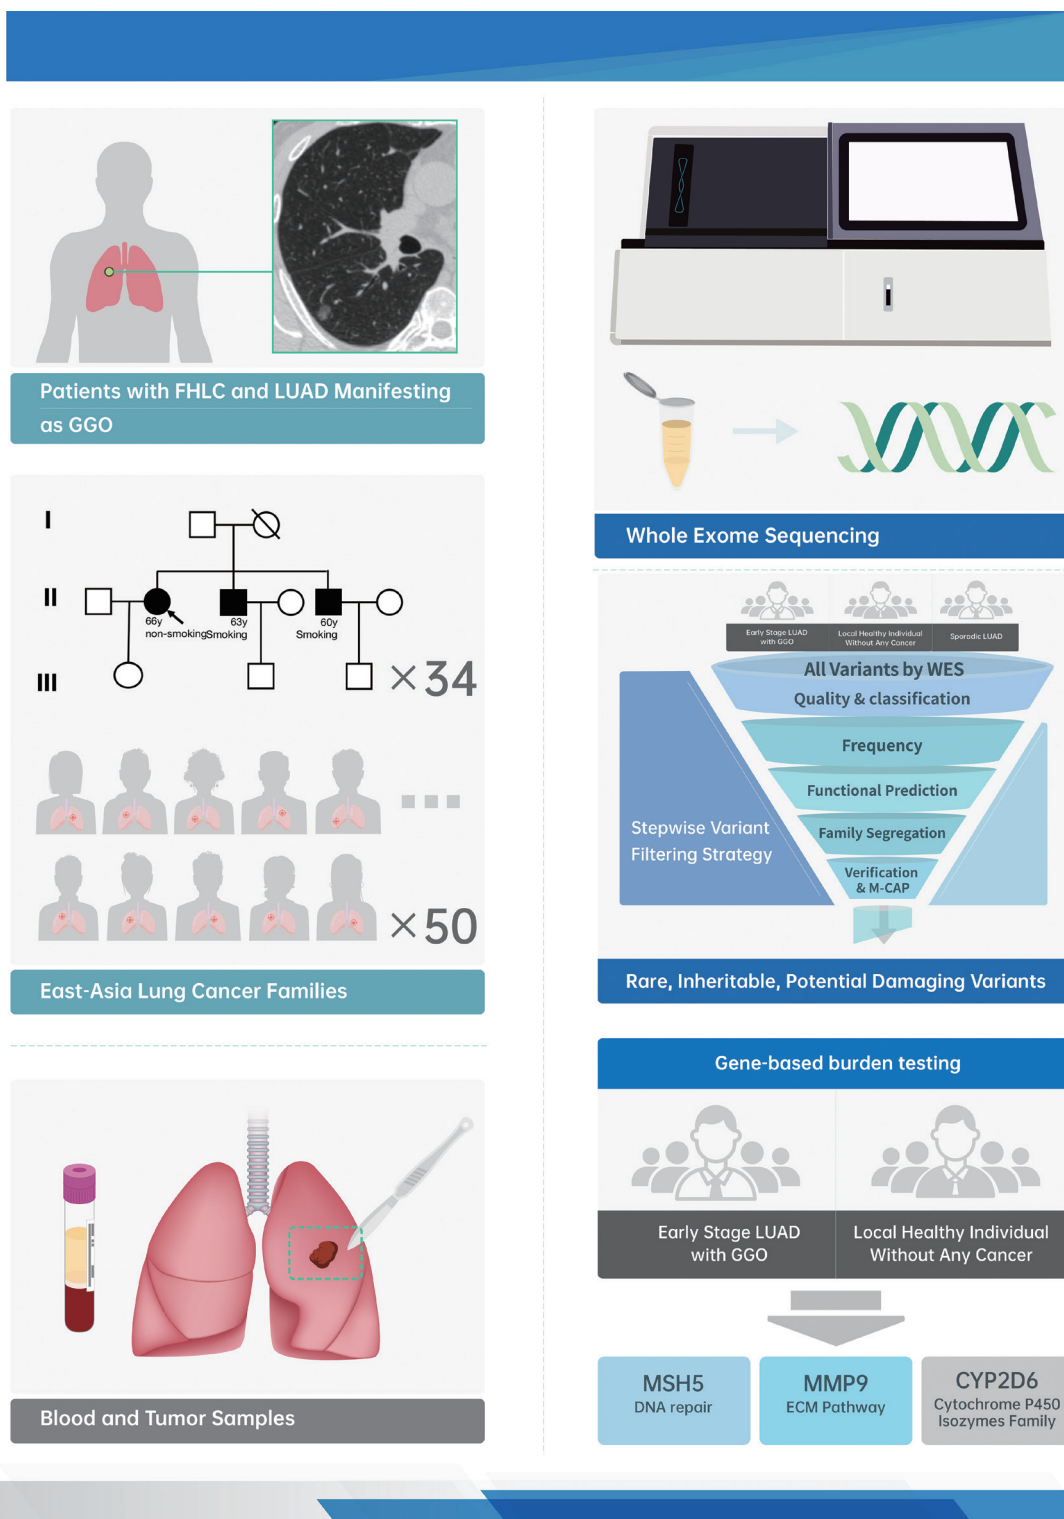 Patients with FHLC and LUAD Manifesting
as GGO
I
II
66y
non-smoking
63y
Smoking
60y
Smoking
III
×34
×50
East-Asia Lung Cancer Families
Blood and Tumor Samples
Whole Exome Sequencing
Early Stage LUAD
with GGO
Local Healthy Individual
Without Any Cancer
Sporadic LUAD
All Variants by WES
Quality & classification
Frequency
Functional Prediction
Family Segregation
Verification
& M-CAP
Stepwise Variant
Filtering Strategy
Rare, Inheritable, Potential Damaging Variants
Gene-based burden testing
Early Stage LUAD
with GGO
Local Healthy Individual
Without Any Cancer
MSH5
DNA repair
MMP9
ECM Pathway
CYP2D6
Cytochrome P450
Isozymes Family